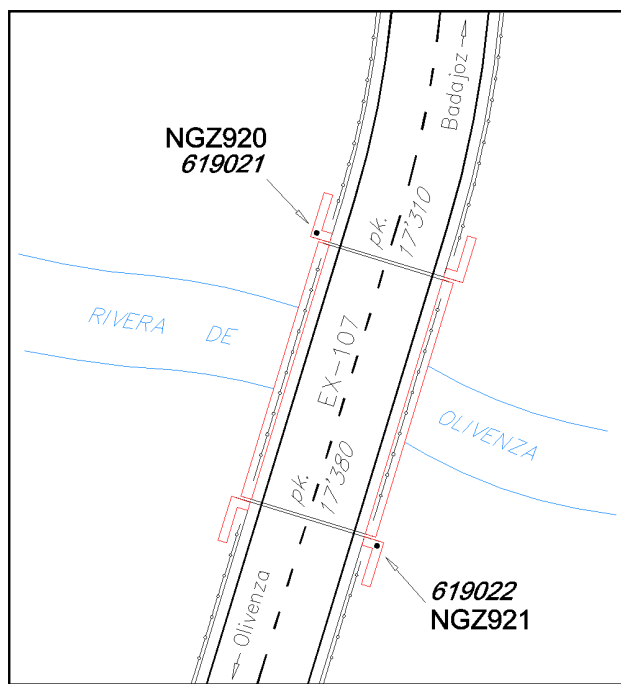 Badajoz
NGZ920
619021
pk.
17'310
RIVERA DE
EX-107
OLIVENZA
pk.
17'380
Olivenza
619022
NGZ921